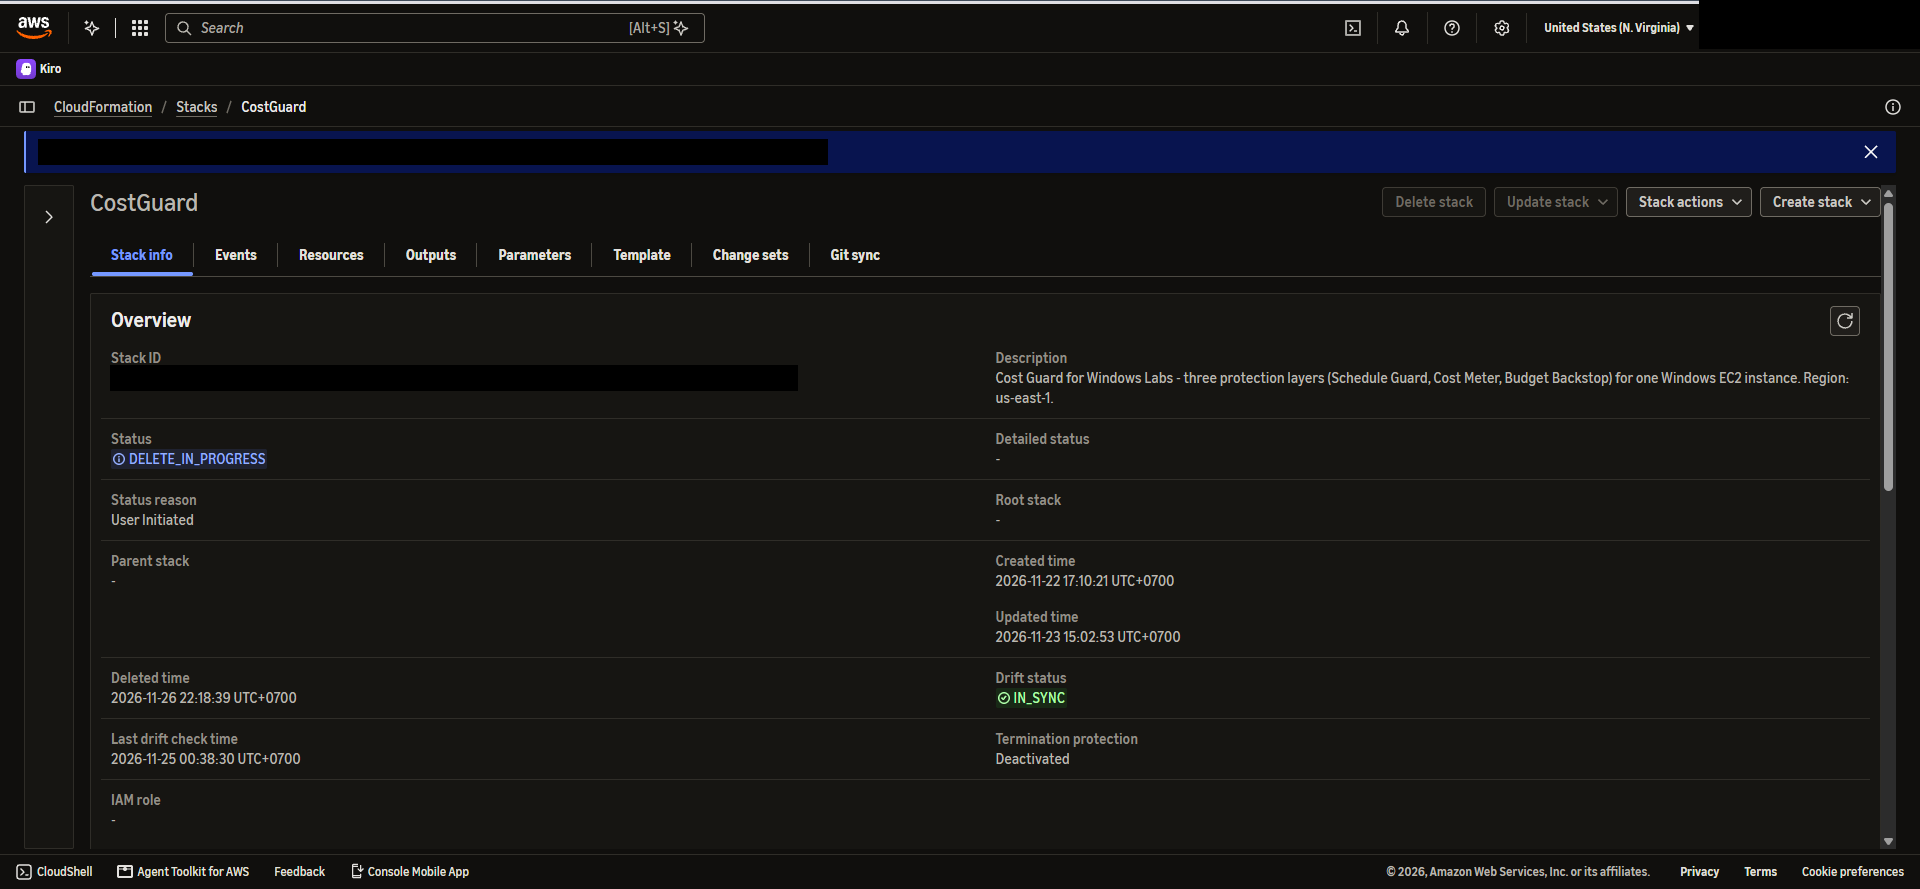 aws
Search [Alt+S]
United States (N. Virginia)
Kiro
CloudFormation / Stacks / CostGuard
CostGuard
Delete stack
Update stack
Stack actions
Create stack
Stack info
Events
Resources
Outputs
Parameters
Template
Change sets
Git sync
Overview
Stack ID
Description
Cost Guard for Windows Labs - three protection layers (Schedule Guard, Cost Meter, Budget Backstop) for one Windows EC2 instance. Region:
us-east-1.
Status
DELETE_IN_PROGRESS
Detailed status
-
Status reason
User Initiated
Root stack
-
Parent stack
-
Created time
2026-11-22 17:10:21 UTC+0700
Updated time
2026-11-23 15:02:53 UTC+0700
Deleted time
2026-11-26 22:18:39 UTC+0700
Drift status
IN_SYNC
Last drift check time
2026-11-25 00:38:30 UTC+0700
Termination protection
Deactivated
IAM role
-
CloudShell
Agent Toolkit for AWS
Feedback
Console Mobile App
© 2026, Amazon Web Services, Inc. or its affiliates.
Privacy
Terms
Cookie preferences